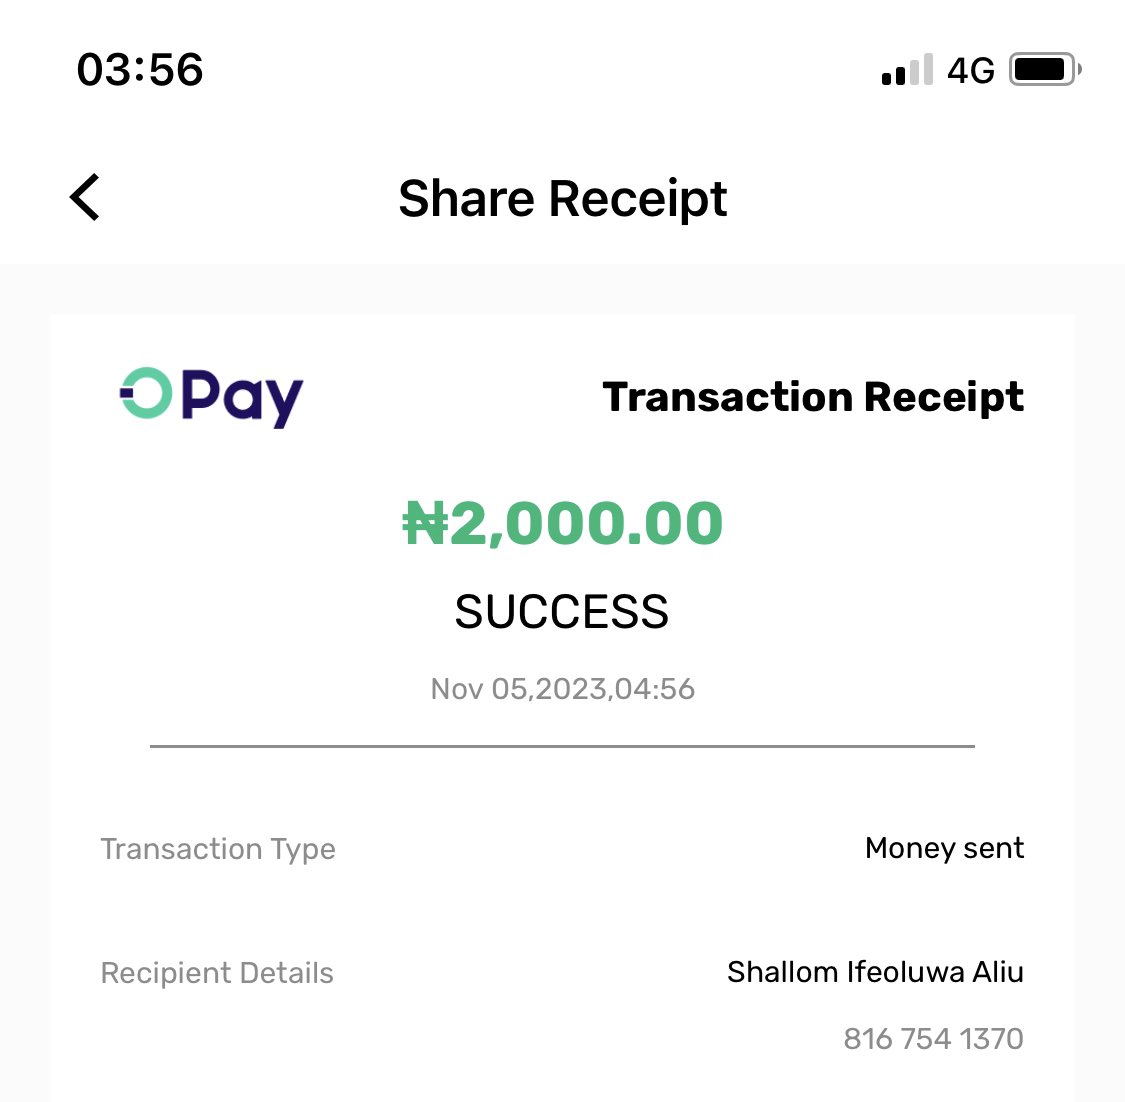 03:56 4G
Share Receipt
OPay Transaction Receipt
₦2,000.00
SUCCESS
Nov 05,2023,04:56
Transaction Type Money sent
Recipient Details Shallom Ifeoluwa Aliu
816 754 1370